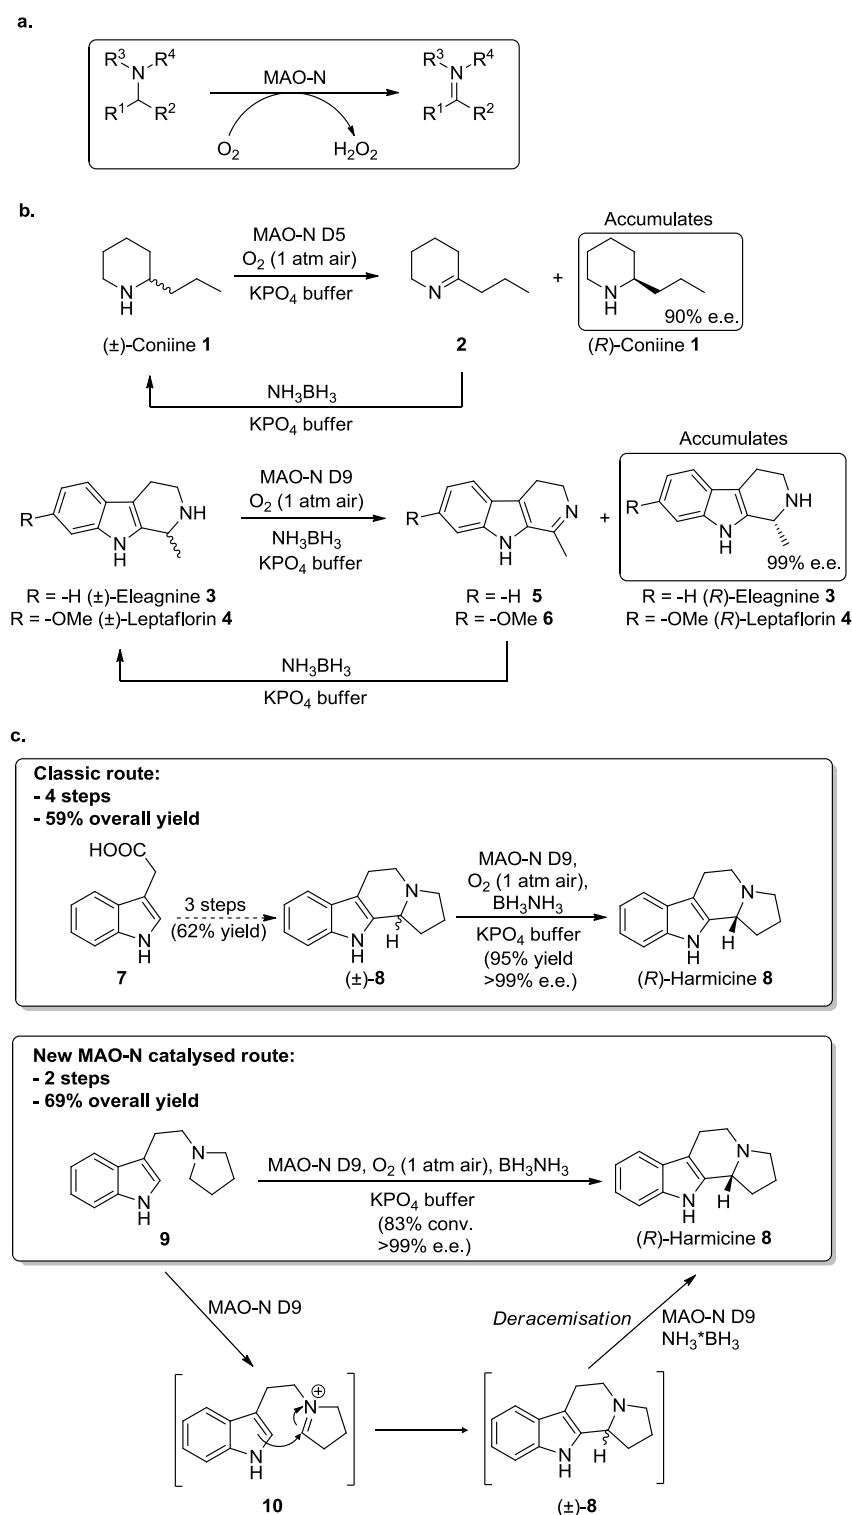 a.
R³ R⁴
N
R¹ R²
MAO-N
O₂ H₂O₂
R³ R⁴
N
R¹ R²
b.
N
H
(±)-Coniine 1
MAO-N D5
O₂ (1 atm air)
KPO₄ buffer
N
2
+
Accumulates
N
H
90% e.e.
(R)-Coniine 1
NH₃BH₃
KPO₄ buffer
R
N
H
NH
R = -H (±)-Eleagnine 3
R = -OMe (±)-Leptaflorin 4
MAO-N D9
O₂ (1 atm air)
NH₃BH₃
KPO₄ buffer
R
N
H
N
R = -H 5
R = -OMe 6
+
Accumulates
R
N
H
NH
99% e.e.
R = -H (R)-Eleagnine 3
R = -OMe (R)-Leptaflorin 4
NH₃BH₃
KPO₄ buffer
c.
Classic route:
- 4 steps
- 59% overall yield
HOOC
N
H
7
3 steps
(62% yield)
N
N
H
H
(±)-8
MAO-N D9,
O₂ (1 atm air),
BH₃NH₃
KPO₄ buffer
(95% yield
>99% e.e.)
N
N
H
H
(R)-Harmicine 8
New MAO-N catalysed route:
- 2 steps
- 69% overall yield
N
N
H
9
MAO-N D9, O₂ (1 atm air), BH₃NH₃
KPO₄ buffer
(83% conv.
>99% e.e.)
N
N
H
H
(R)-Harmicine 8
MAO-N D9
Deracemisation
MAO-N D9
NH₃*BH₃
N
⊕
N
H
10
N
N
H
H
(±)-8